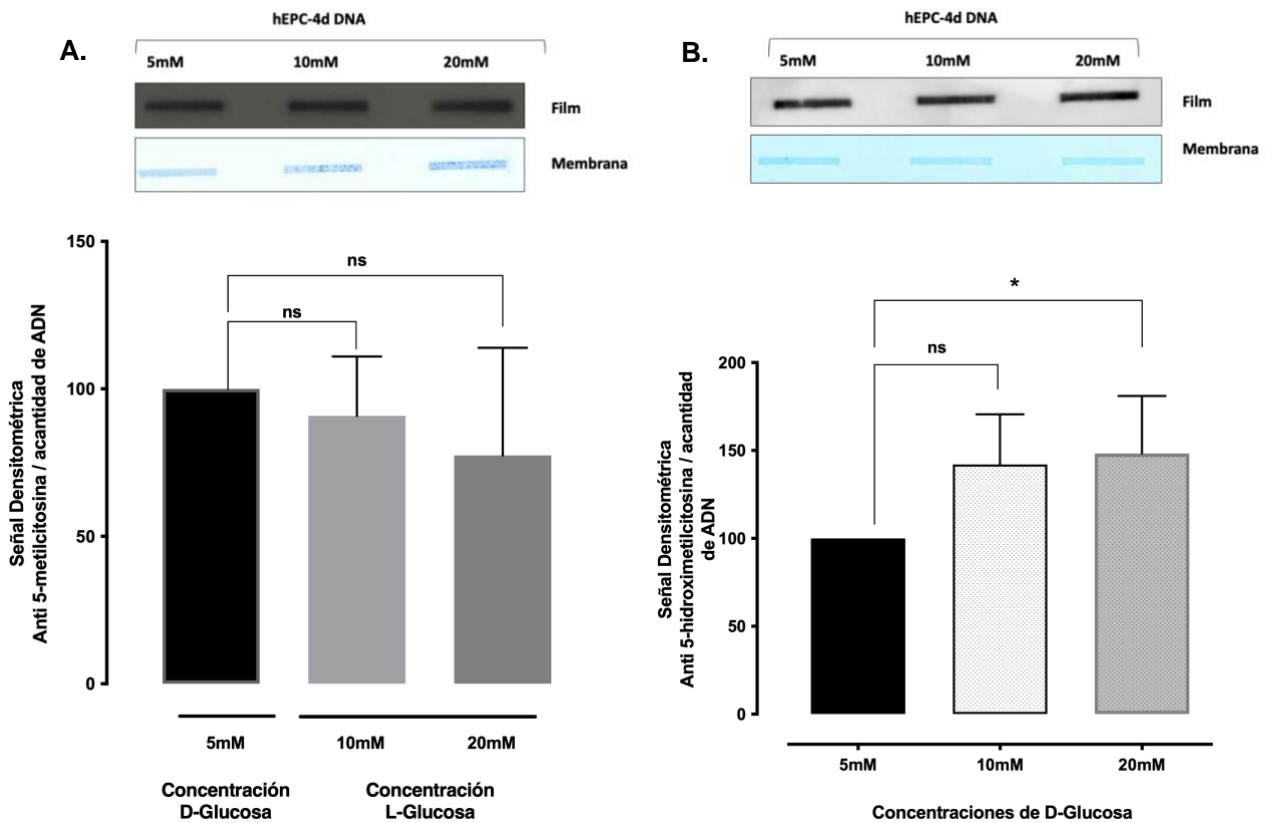 A.
hEPC-4d DNA
5mM 10mM 20mM
Film
Membrana
150
100
50
0
Señal Densitométrica
Anti 5-metilcitosina / acantidad de ADN
ns
ns
5mM 10mM 20mM
Concentración
D-Glucosa
Concentración
L-Glucosa
B.
hEPC-4d DNA
5mM 10mM 20mM
Film
Membrana
200
150
100
50
0
Señal Densitométrica
Anti 5-hidroximetilcitosina / acantidad
de ADN
*
ns
5mM 10mM 20mM
Concentraciones de D-Glucosa